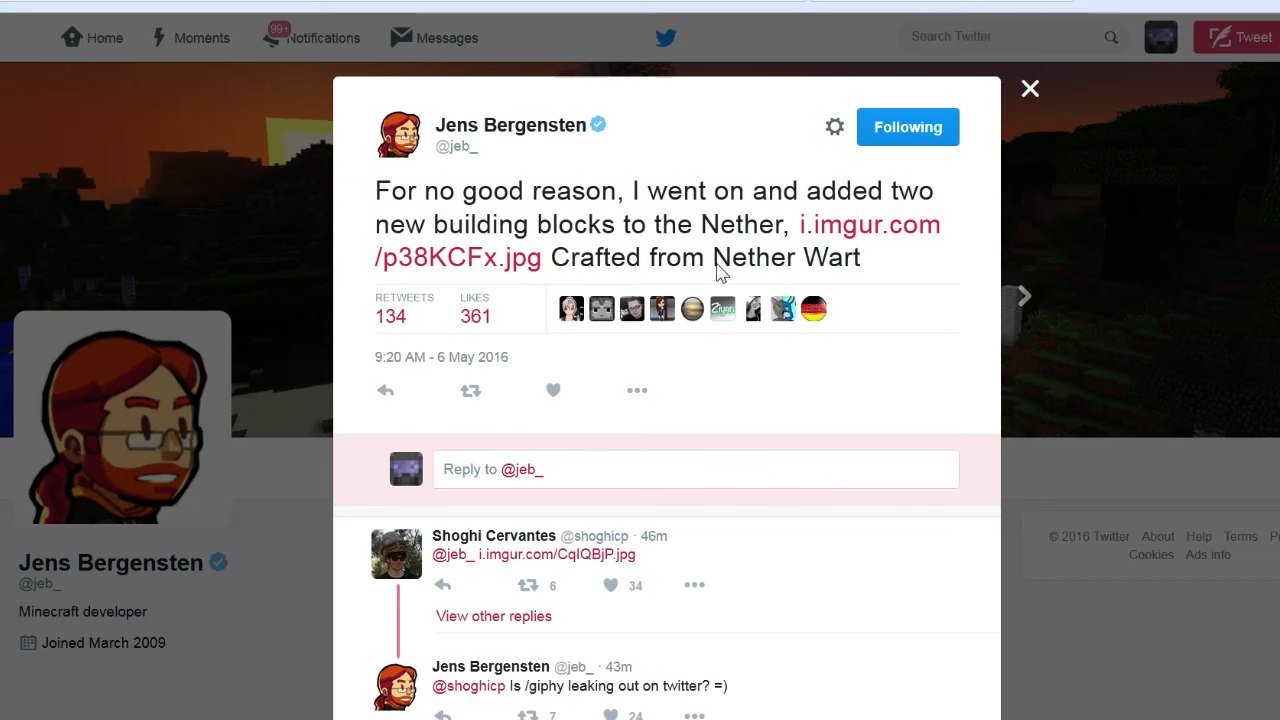 Home
Moments
99+
Notifications
Messages
Search Twitter
Tweet
Jens Bergensten
@jeb_
Following
For no good reason, I went on and added two
new building blocks to the Nether, i.imgur.com
/p38KCFx.jpg Crafted from Nether Wart
RETWEETS
134
LIKES
361
Ztyen
9:20 AM - 6 May 2016
Reply to @jeb_
Shoghi Cervantes @shoghicp · 46m
@jeb_ i.imgur.com/CqIQBjP.jpg
6
34
View other replies
Jens Bergensten @jeb_ · 43m
@shoghicp Is /giphy leaking out on twitter? =)
7
24
Jens Bergensten
@jeb_
Minecraft developer
Joined March 2009
© 2016 Twitter About Help Terms
Cookies Ads info